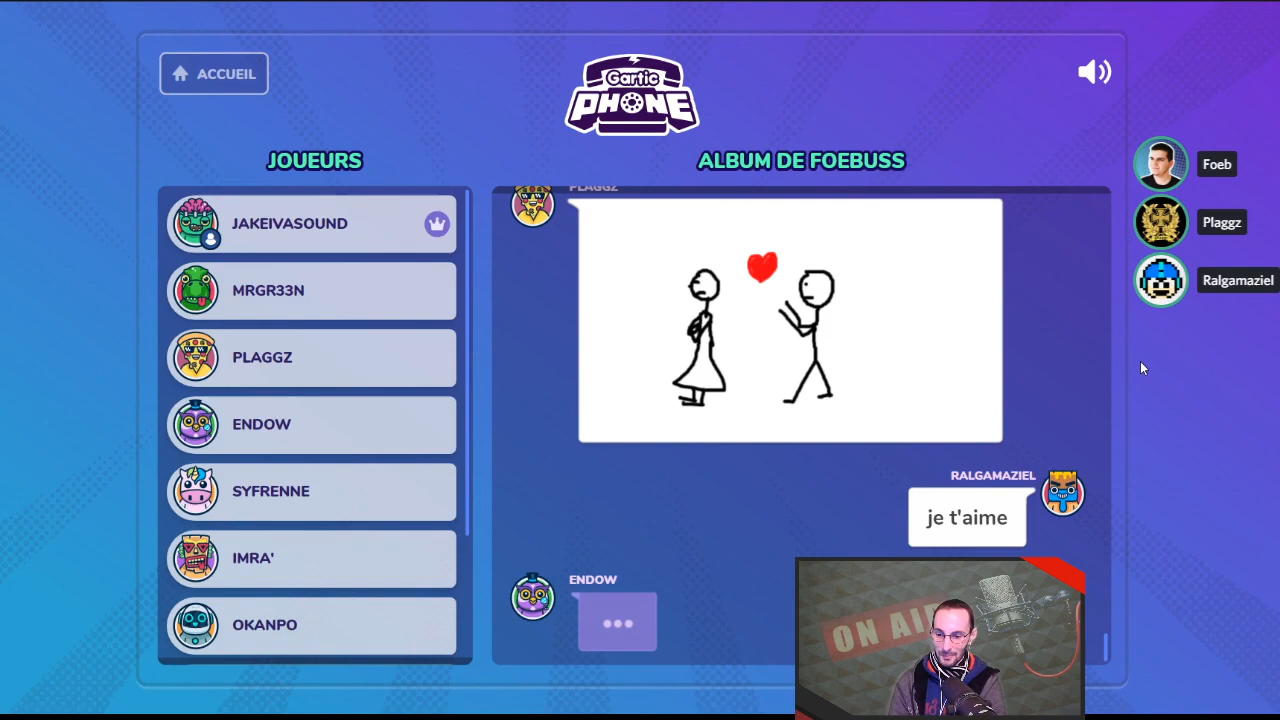 ACCUEIL
Gartic
PHONE
JOUEURS
ALBUM DE FOEBUSS
JAKEIVASOUND
MRGR33N
PLAGGZ
ENDOW
SYFRENNE
IMRA'
OKANPO
PLAGGZ
RALGAMAZIEL
je t'aime
ENDOW
...
Foeb
Plaggz
Ralgamaziel
ON AIR